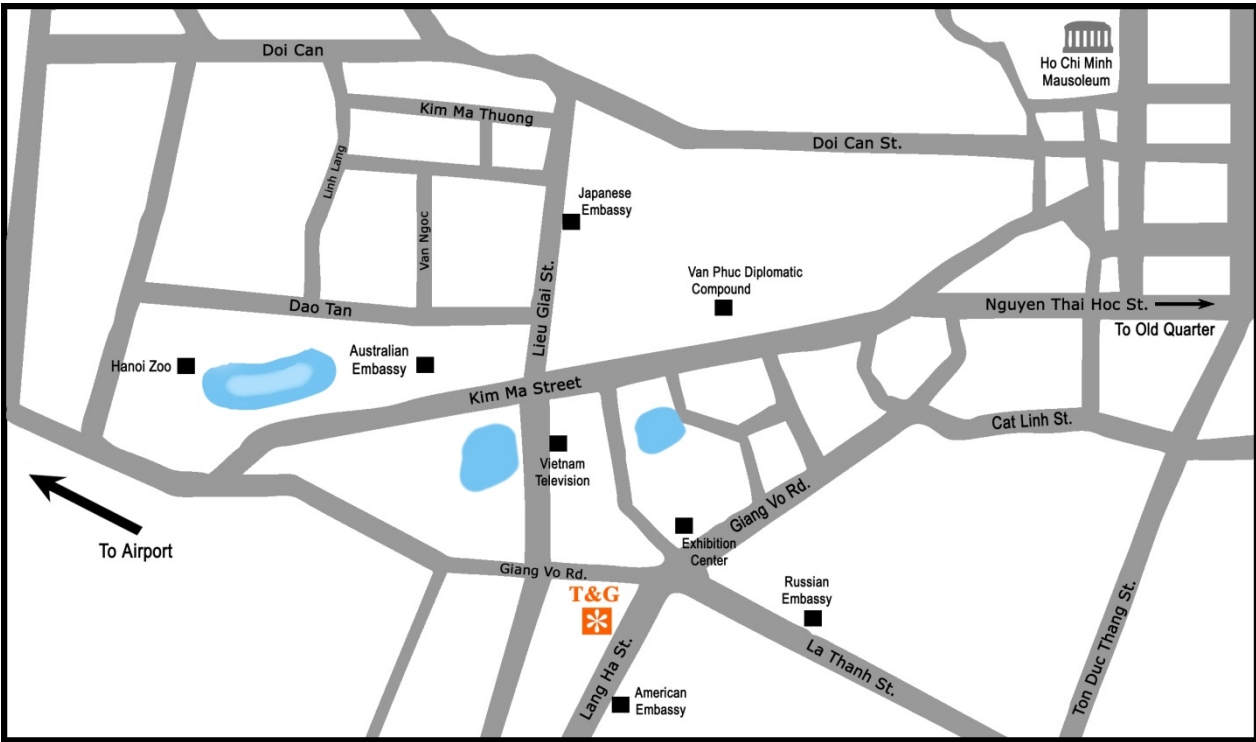 Doi Can
Ho Chi Minh
Mausoleum
Kim Ma Thuong
Doi Can St.
Linh Lang
Japanese
Embassy
Van Ngoc
Lieu Giai St.
Van Phuc Diplomatic
Compound
Dao Tan
Nguyen Thai Hoc St.
To Old Quarter
Hanoi Zoo
Australian
Embassy
Kim Ma Street
Cat Linh St.
Vietnam
Television
Giang Vo Rd.
Exhibition
Center
To Airport
Giang Vo Rd.
T&G
Russian
Embassy
Lang Ha St.
La Thanh St.
Ton Duc Thang St.
American
Embassy